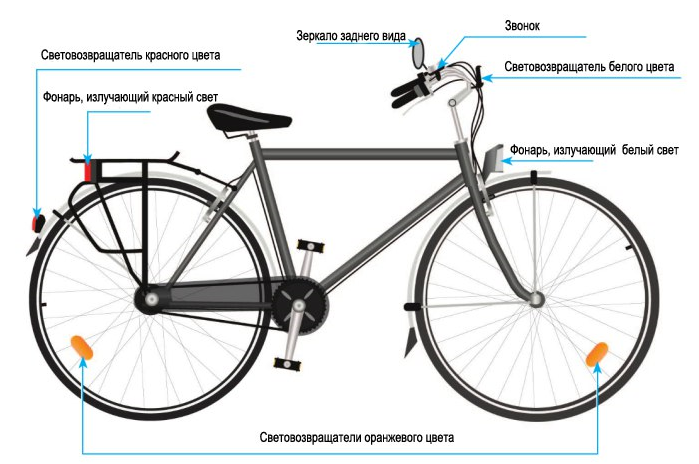 Звонок
Зеркало заднего вида
Световозвращатель красного цвета
Световозвращатель белого цвета
Фонарь, излучающий красный свет
Фонарь, излучающий белый свет
Световозвращатели оранжевого цвета